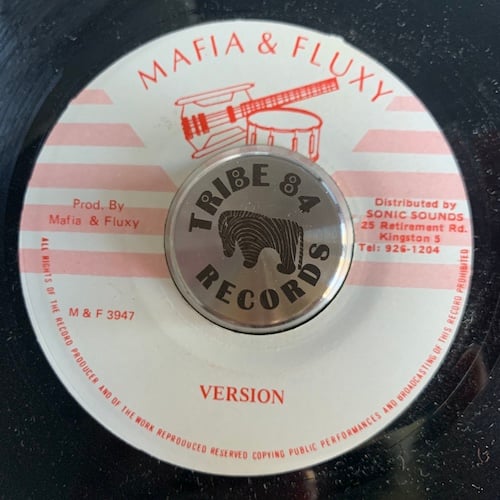 MAFIA & FLUXY
TRIBE 84
RECORDS
Prod. By
Mafia & Fluxy
Distributed by
SONIC SOUNDS
25 Retirement Rd.
Kingston 5
Tel: 926-1204
M & F 3947
VERSION
ALL RIGHTS OF THE RECORD PRODUCER AND OF THE WORK REPRODUCED RESERVED COPYING PUBLIC PERFORMANCES AND BROADCASTING OF THIS RECORD PROHIBITED